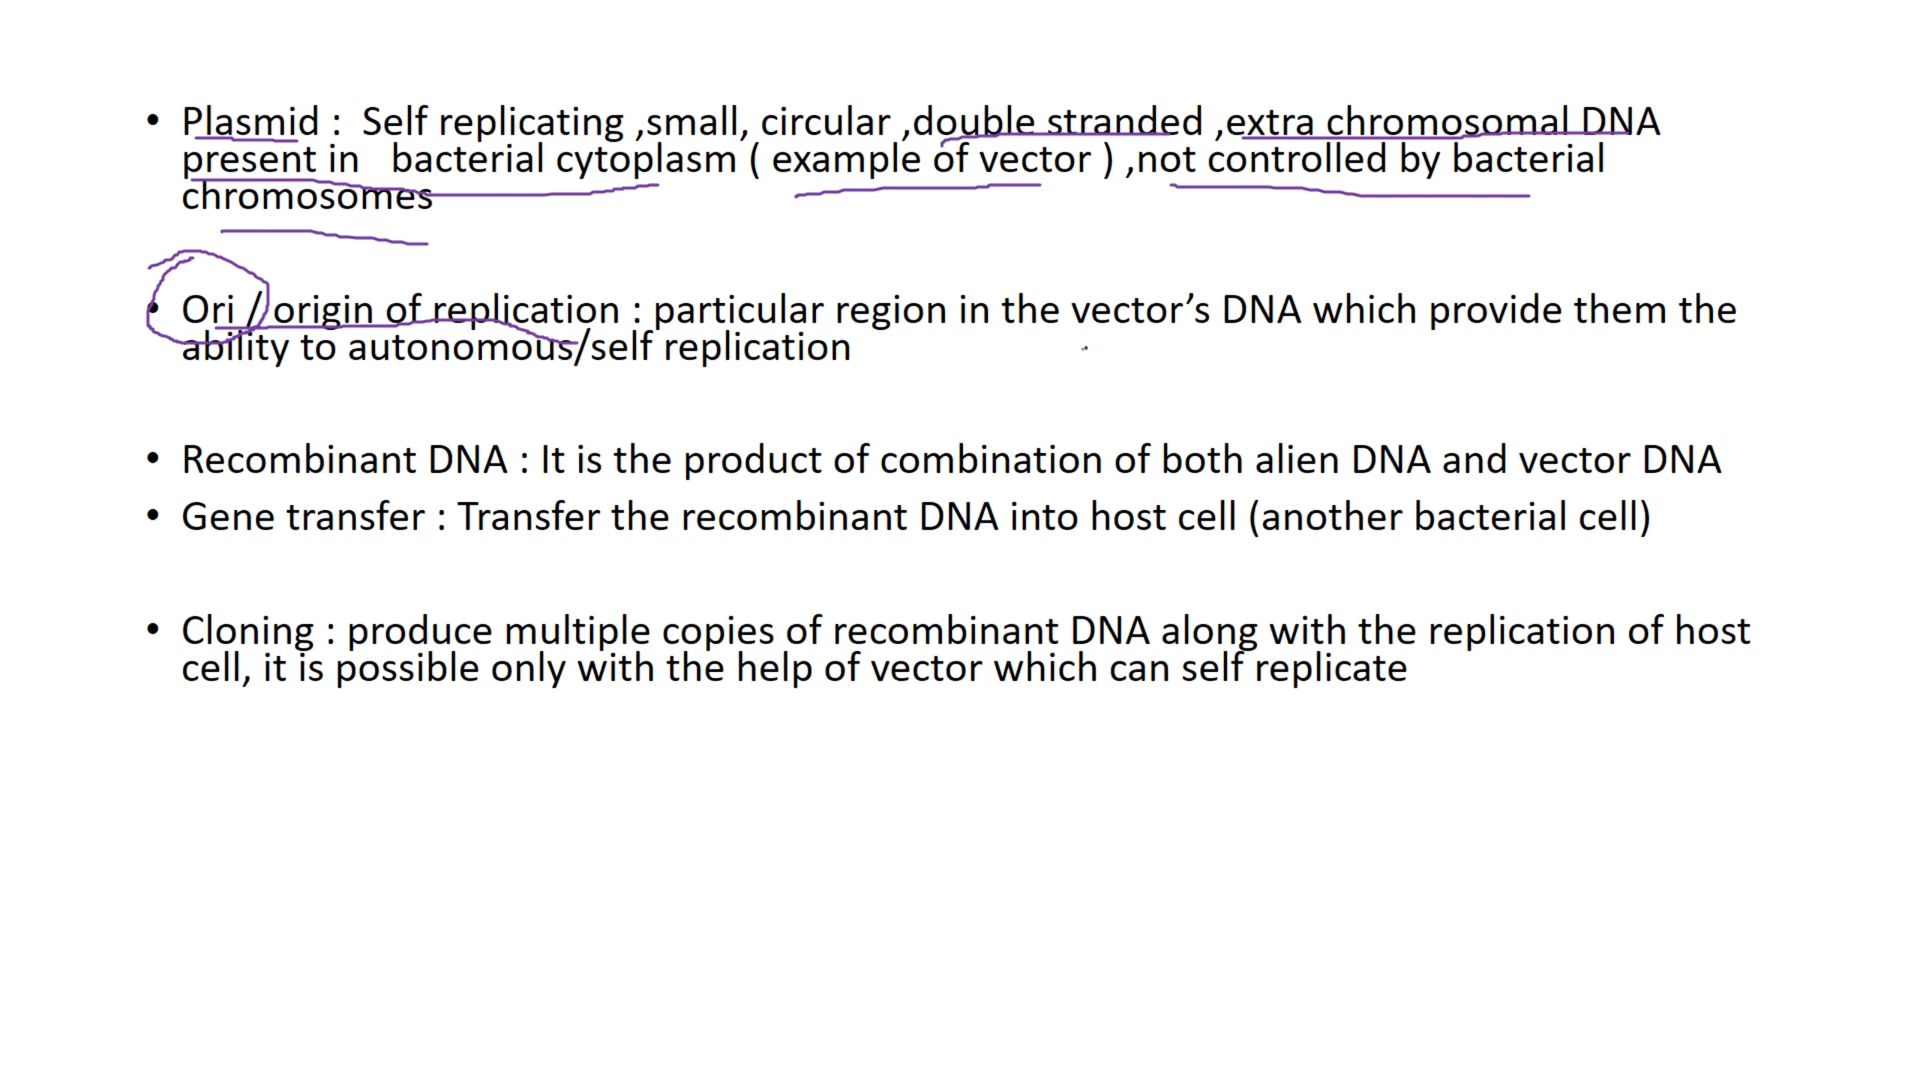 • Plasmid :  Self replicating ,small, circular ,double stranded ,extra chromosomal DNA
present in   bacterial cytoplasm ( example of vector ) ,not controlled by bacterial
chromosomes
• Ori / origin of replication : particular region in the vector’s DNA which provide them the
ability to autonomous/self replication
• Recombinant DNA : It is the product of combination of both alien DNA and vector DNA
• Gene transfer : Transfer the recombinant DNA into host cell (another bacterial cell)
• Cloning : produce multiple copies of recombinant DNA along with the replication of host
cell, it is possible only with the help of vector which can self replicate